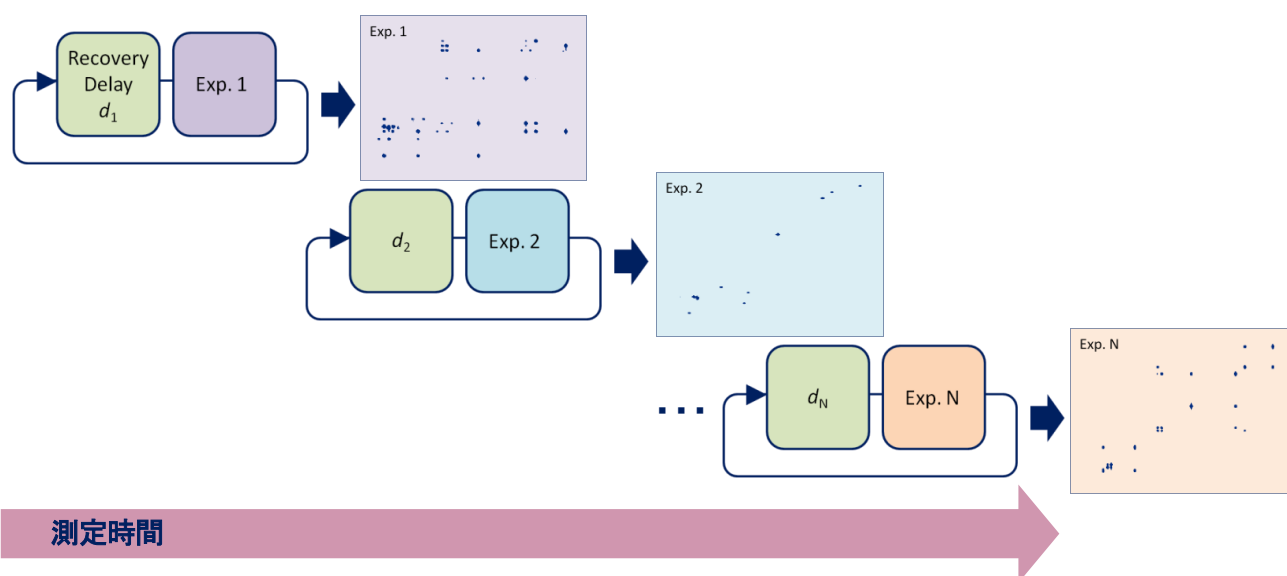 Recovery
Delay
d1
Exp. 1
Exp. 1
d2
Exp. 2
Exp. 2
...
dN
Exp. N
Exp. N
測定時間